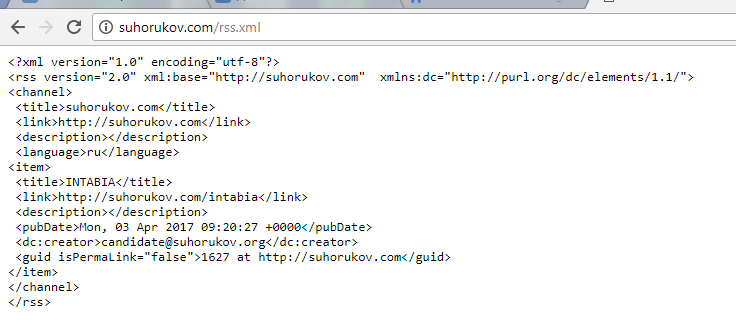 suhorukov.com/rss.xml
<?xml version="1.0" encoding="utf-8"?>
<rss version="2.0" xml:base="http://suhorukov.com"  xmlns:dc="http://purl.org/dc/elements/1.1/">
<channel>
 <title>suhorukov.com</title>
 <link>http://suhorukov.com</link>
 <description></description>
 <language>ru</language>
<item>
 <title>INTABIA</title>
 <link>http://suhorukov.com/intabia</link>
 <description></description>
 <pubDate>Mon, 03 Apr 2017 09:20:27 +0000</pubDate>
 <dc:creator>candidate@suhorukov.org</dc:creator>
 <guid isPermaLink="false">1627 at http://suhorukov.com</guid>
</item>
</channel>
</rss>